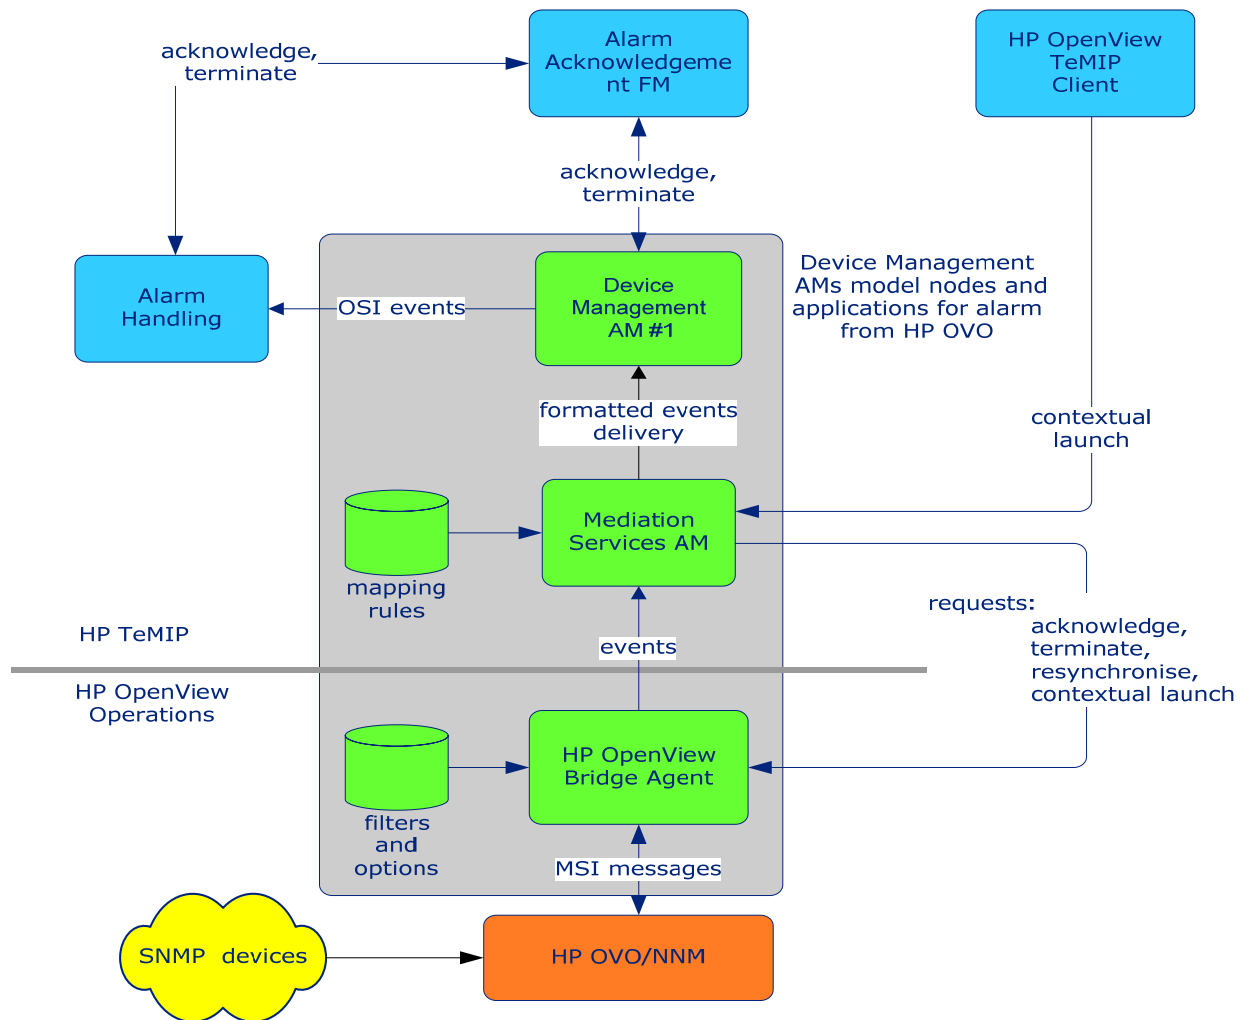 Alarm
Acknowledgeme
nt FM
HP OpenView
TeMIP
Client
acknowledge,
terminate
acknowledge,
terminate
Alarm
Handling
OSI events
Device
Management
AM #1
Device Management
AMs model nodes and
applications for alarm
from HP OVO
formatted events
delivery
contextual
launch
Mediation
Services AM
mapping
rules
requests:
acknowledge,
terminate,
resynchronise,
contextual launch
HP TeMIP
events
HP OpenView
Operations
HP OpenView
Bridge Agent
filters
and
options
MSI messages
SNMP devices
HP OVO/NNM